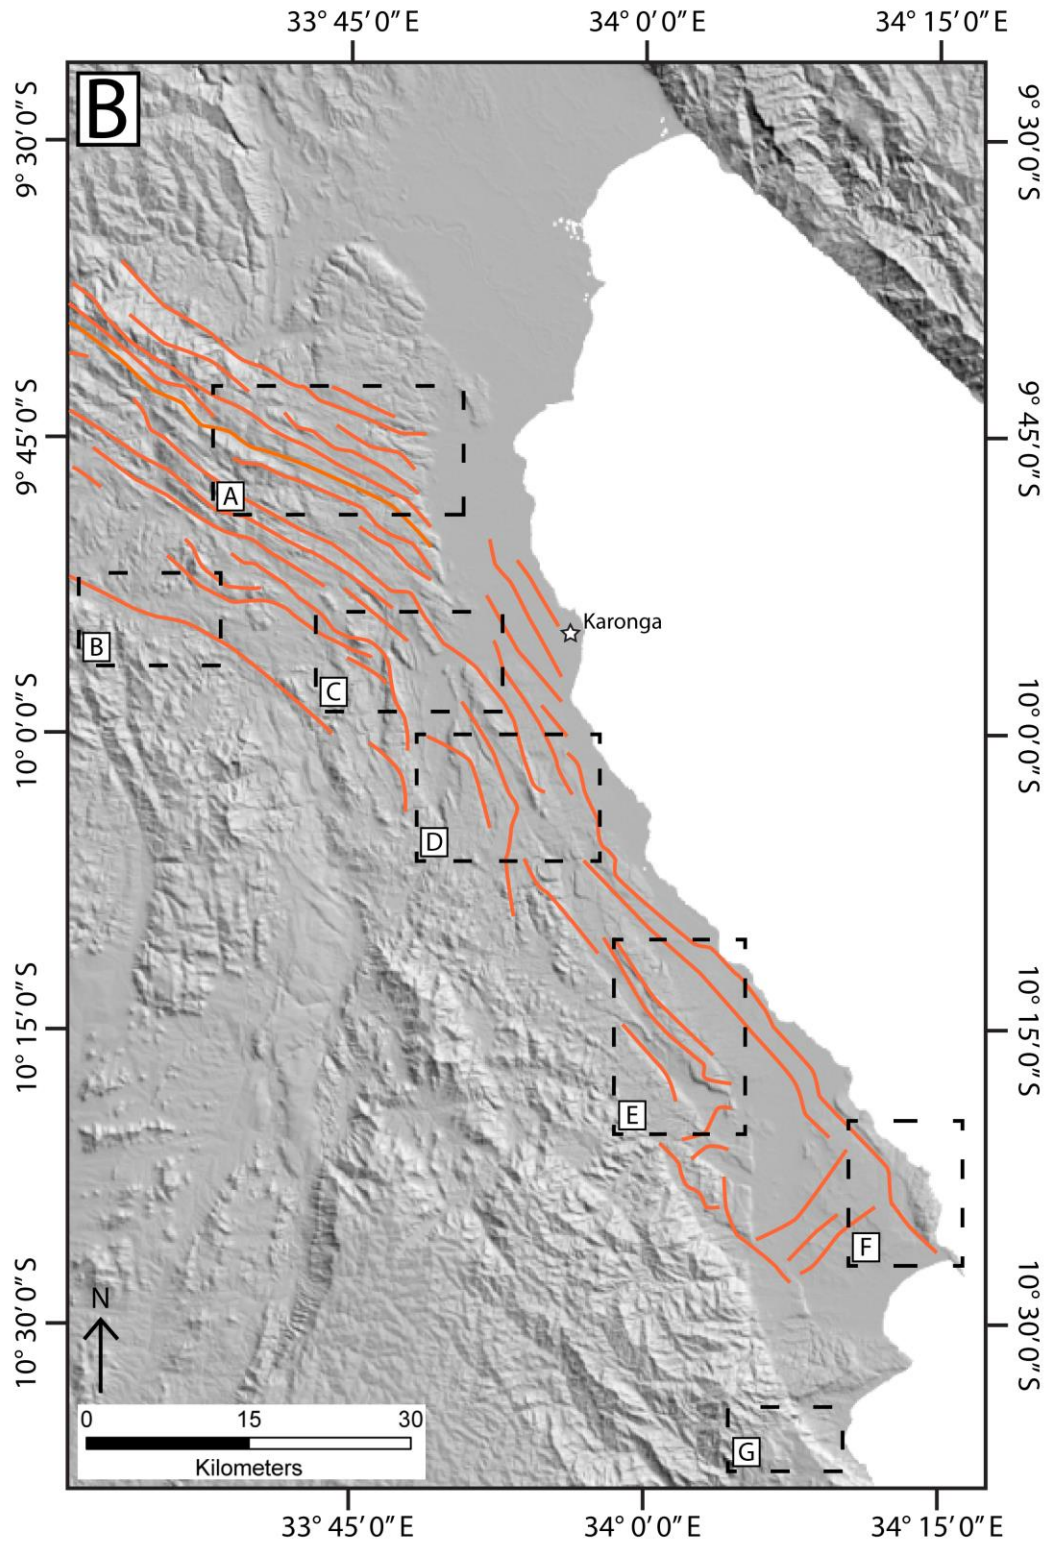 33° 45′ 0″ E
34° 0′ 0″ E
34° 15′ 0″ E
B
9° 30′ 0″ S
9° 30′ 0″ S
9° 45′ 0″ S
9° 45′ 0″ S
A
Karonga
B
C
10° 0′ 0″ S
10° 0′ 0″ S
D
10° 15′ 0″ S
10° 15′ 0″ S
E
F
10° 30′ 0″ S
10° 30′ 0″ S
N
0 15 30
Kilometers
G
33° 45′ 0″ E
34° 0′ 0″ E
34° 15′ 0″ E